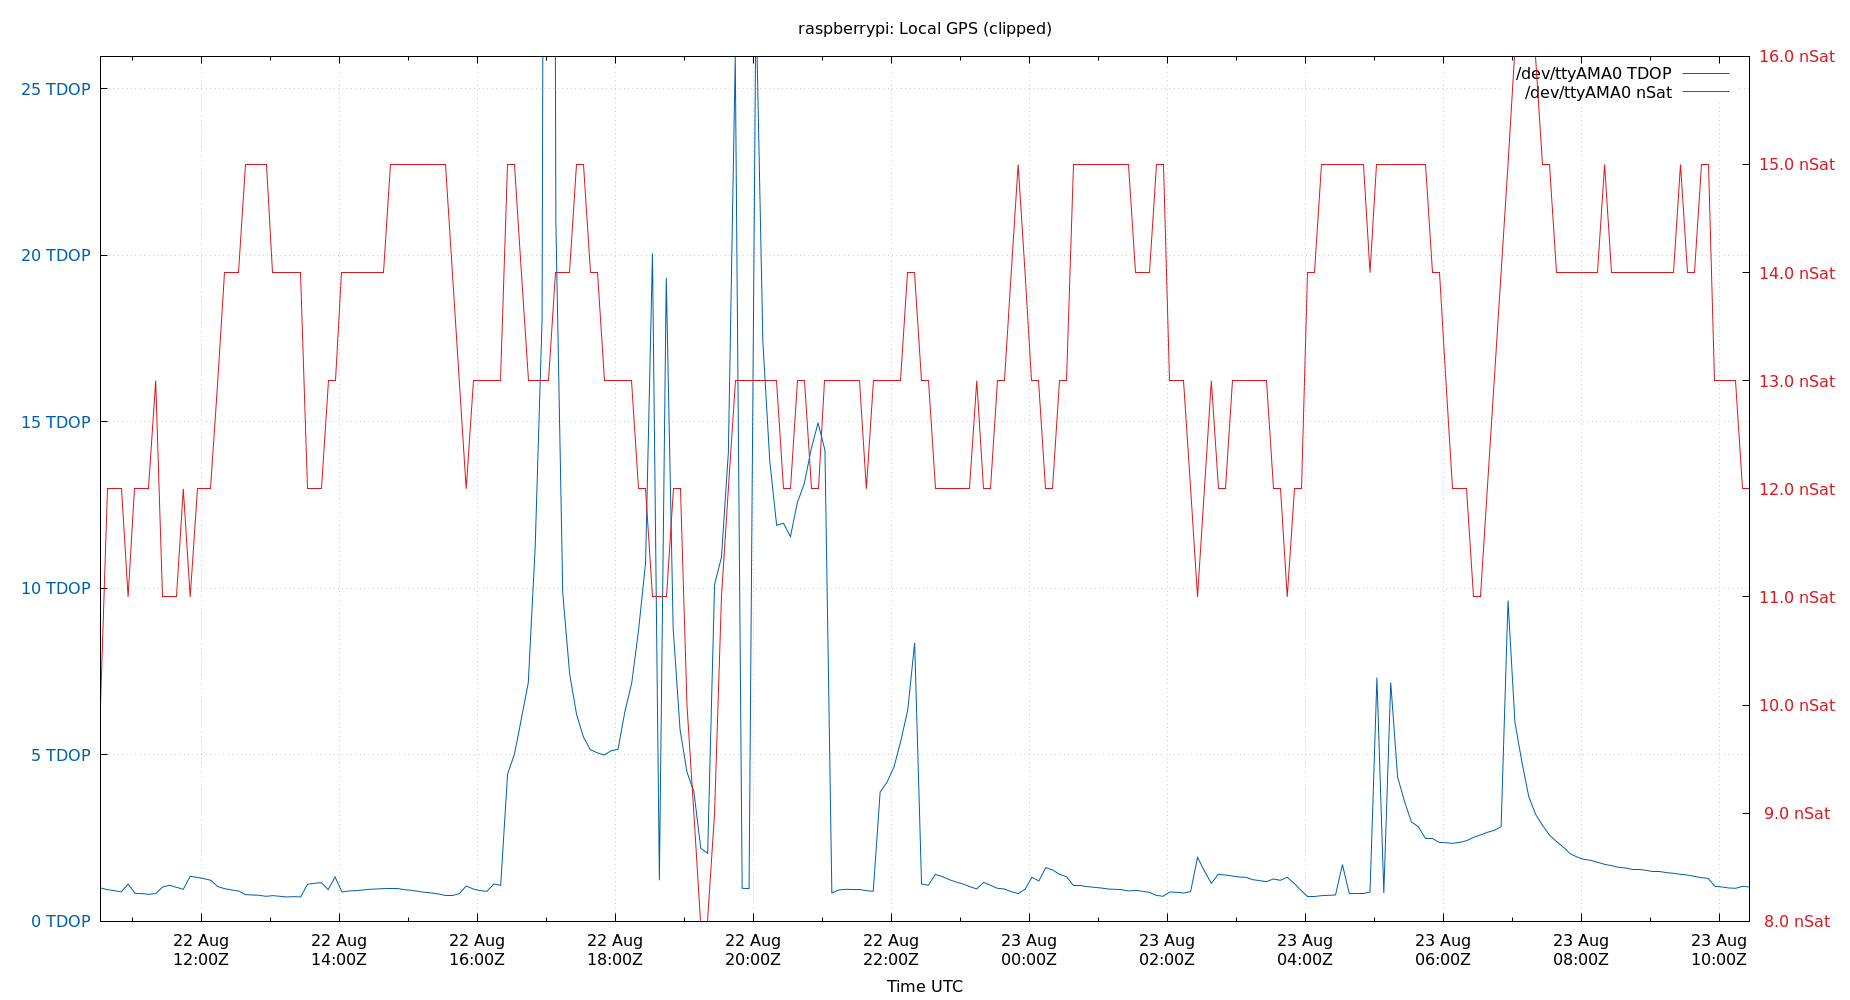 raspberrypi: Local GPS (clipped)
25 TDOP
20 TDOP
15 TDOP
10 TDOP
5 TDOP
0 TDOP
/dev/ttyAMA0 TDOP
/dev/ttyAMA0 nSat
16.0 nSat
15.0 nSat
14.0 nSat
13.0 nSat
12.0 nSat
11.0 nSat
10.0 nSat
9.0 nSat
8.0 nSat
22 Aug
12:00Z
22 Aug
14:00Z
22 Aug
16:00Z
22 Aug
18:00Z
22 Aug
20:00Z
22 Aug
22:00Z
23 Aug
00:00Z
23 Aug
02:00Z
23 Aug
04:00Z
23 Aug
06:00Z
23 Aug
08:00Z
23 Aug
10:00Z
Time UTC